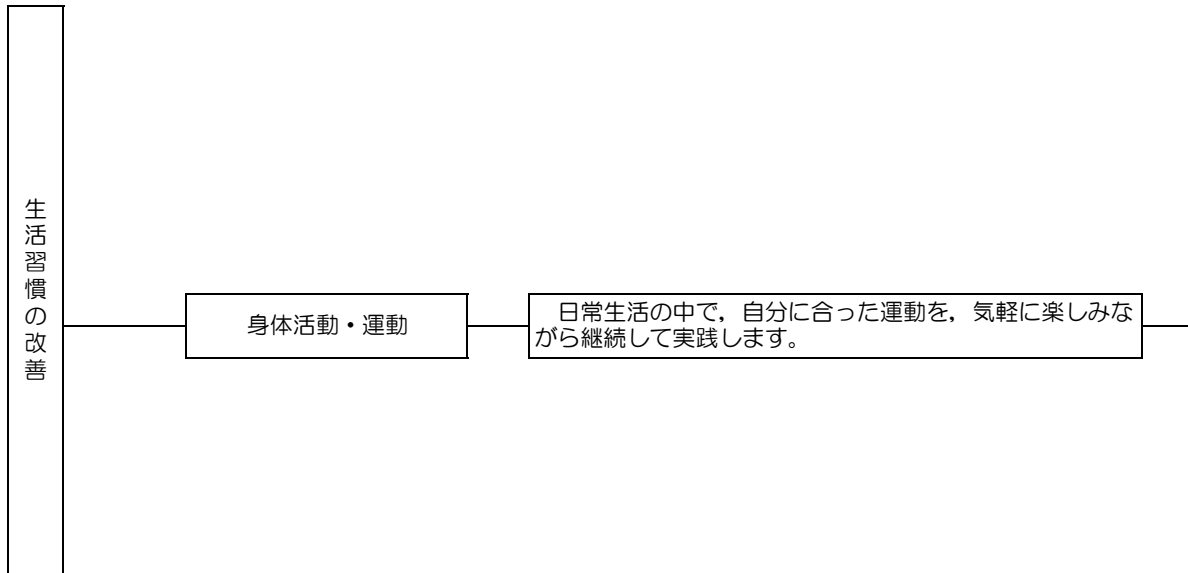 生活習慣の改善
身体活動・運動
　日常生活の中で，自分に合った運動を，気軽に楽しみな
がら継続して実践します。